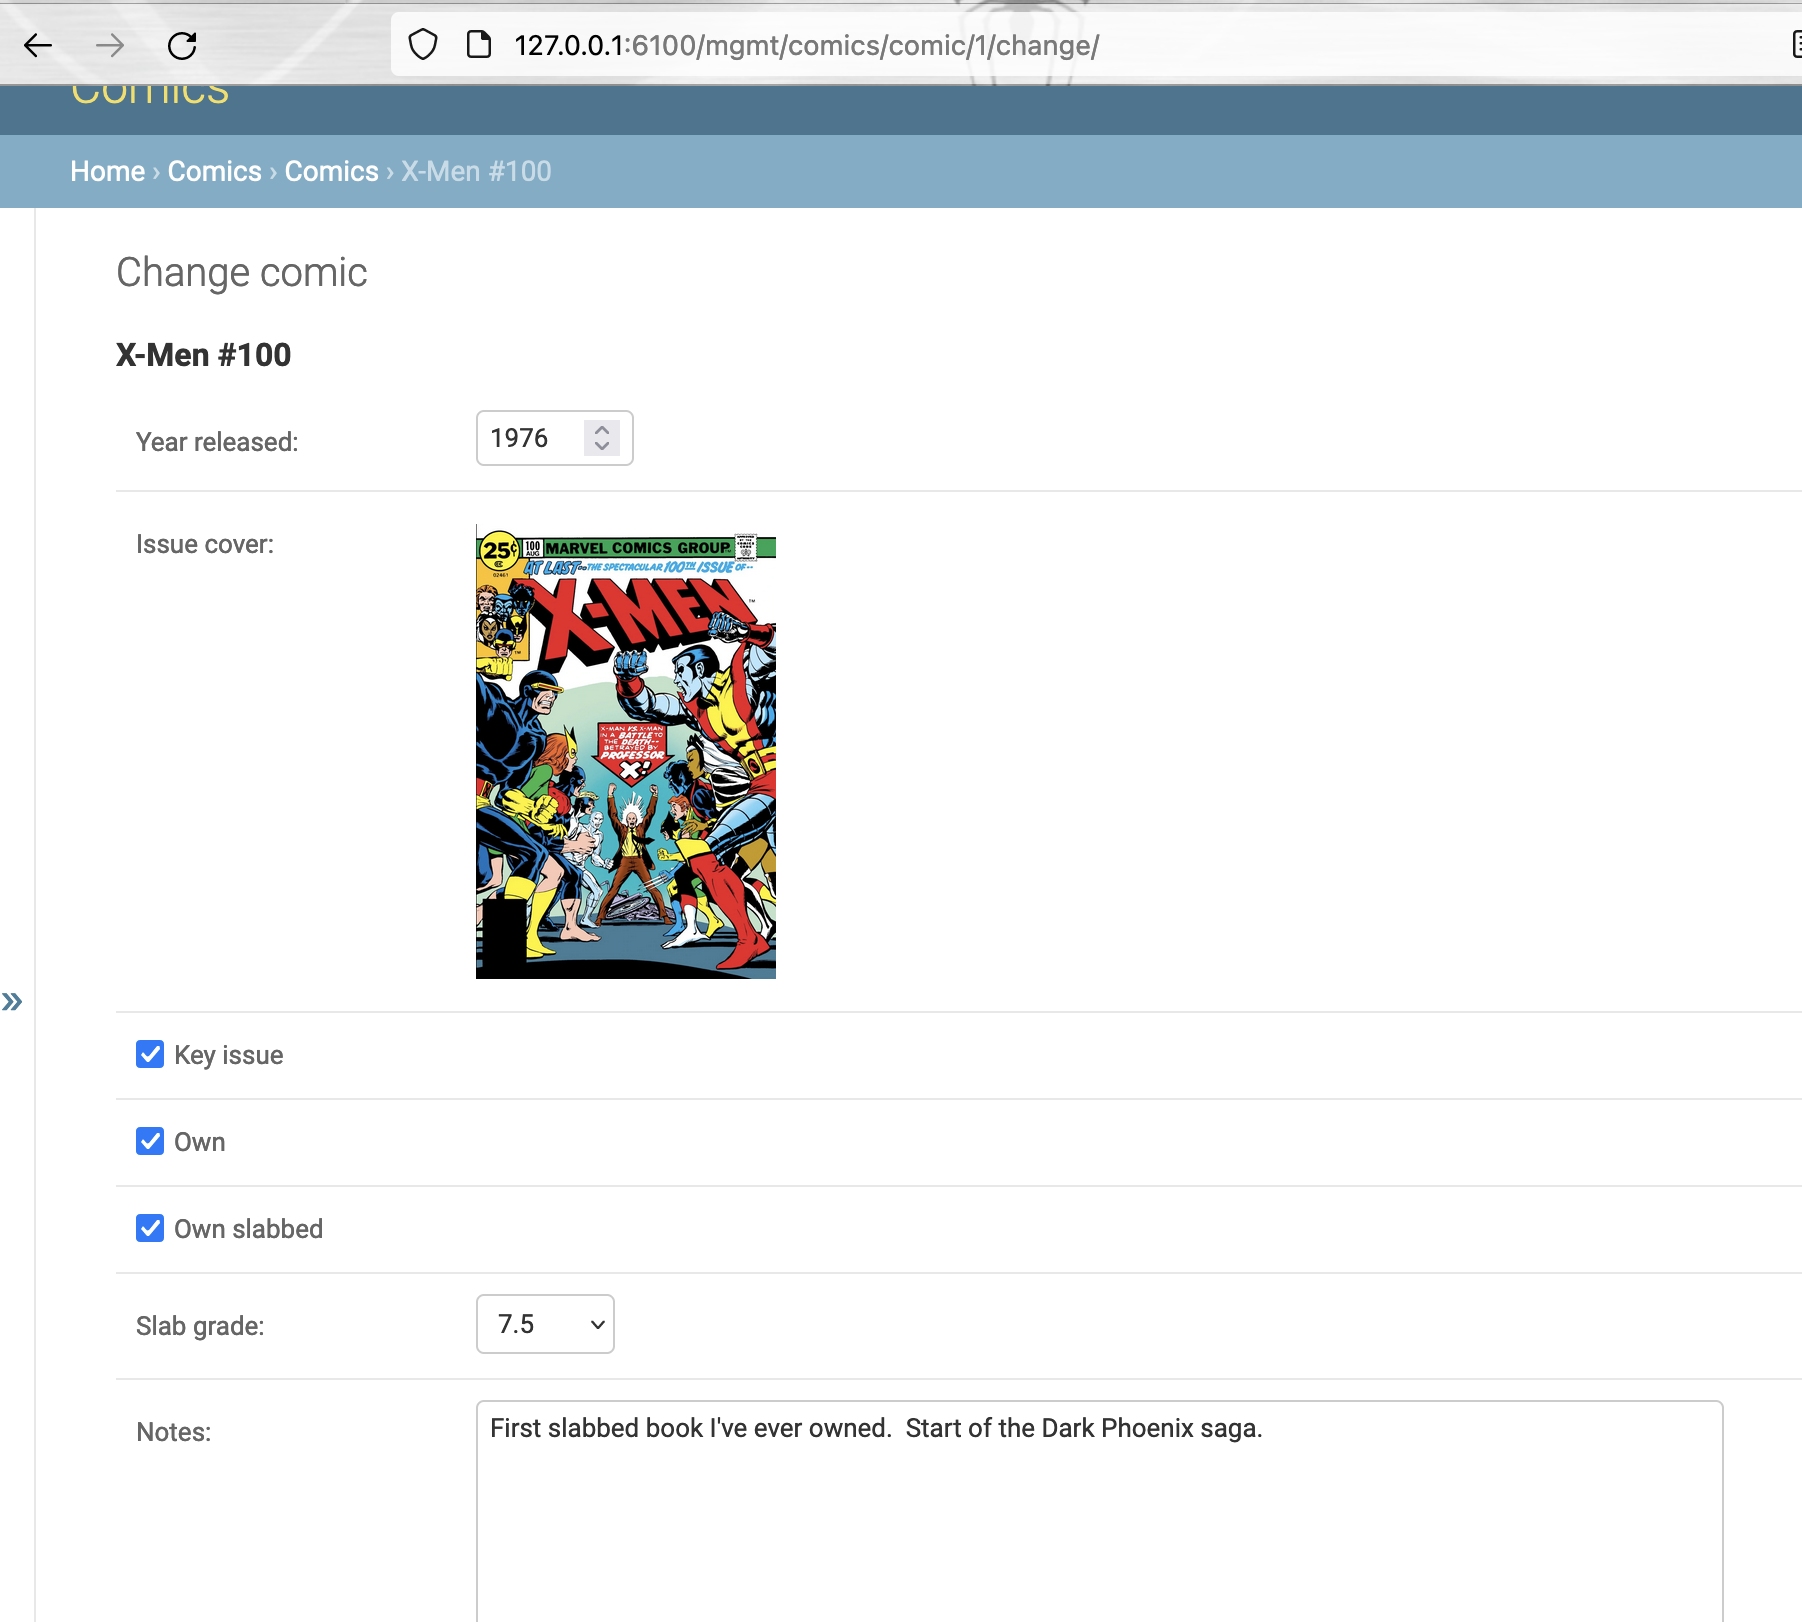 127.0.0.1:6100/mgmt/comics/comic/1/change/
Comics
Home › Comics › Comics › X-Men #100
Change comic
X-Men #100
Year released:
1976
Issue cover:
25¢
100
AUG
MARVEL COMICS GROUP
02461
AT LAST--THE SPECTACULAR 100TH ISSUE OF--
X-MEN
X-MAN VS. X-MAN
IN A BATTLE TO
THE DEATH--
BETRAYED BY
PROFESSOR
X!
Key issue
Own
Own slabbed
Slab grade:
7.5
Notes:
First slabbed book I've ever owned.  Start of the Dark Phoenix saga.